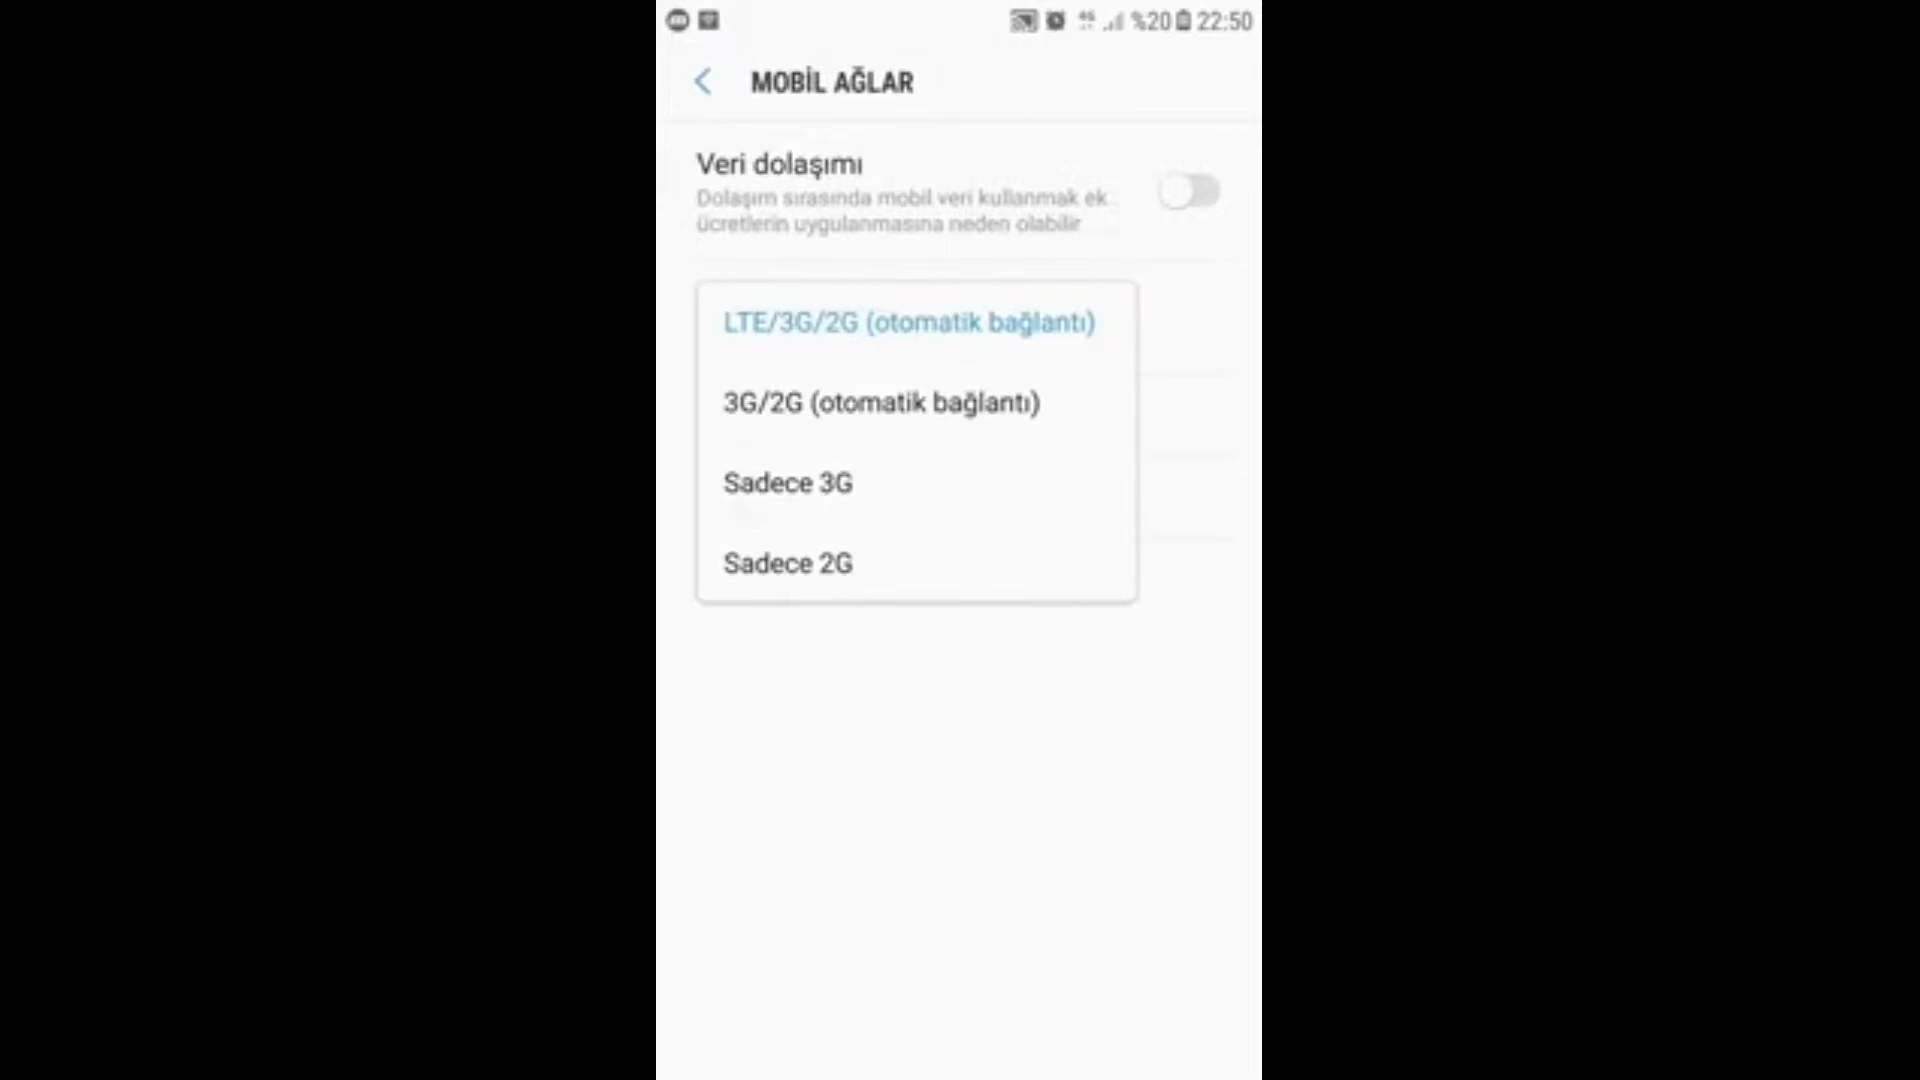 4G %20 22:50
MOBİL AĞLAR
Veri dolaşımı
Dolaşım sırasında mobil veri kullanmak ek
ücretlerin uygulanmasına neden olabilir
LTE/3G/2G (otomatik bağlantı)
3G/2G (otomatik bağlantı)
Sadece 3G
Sadece 2G